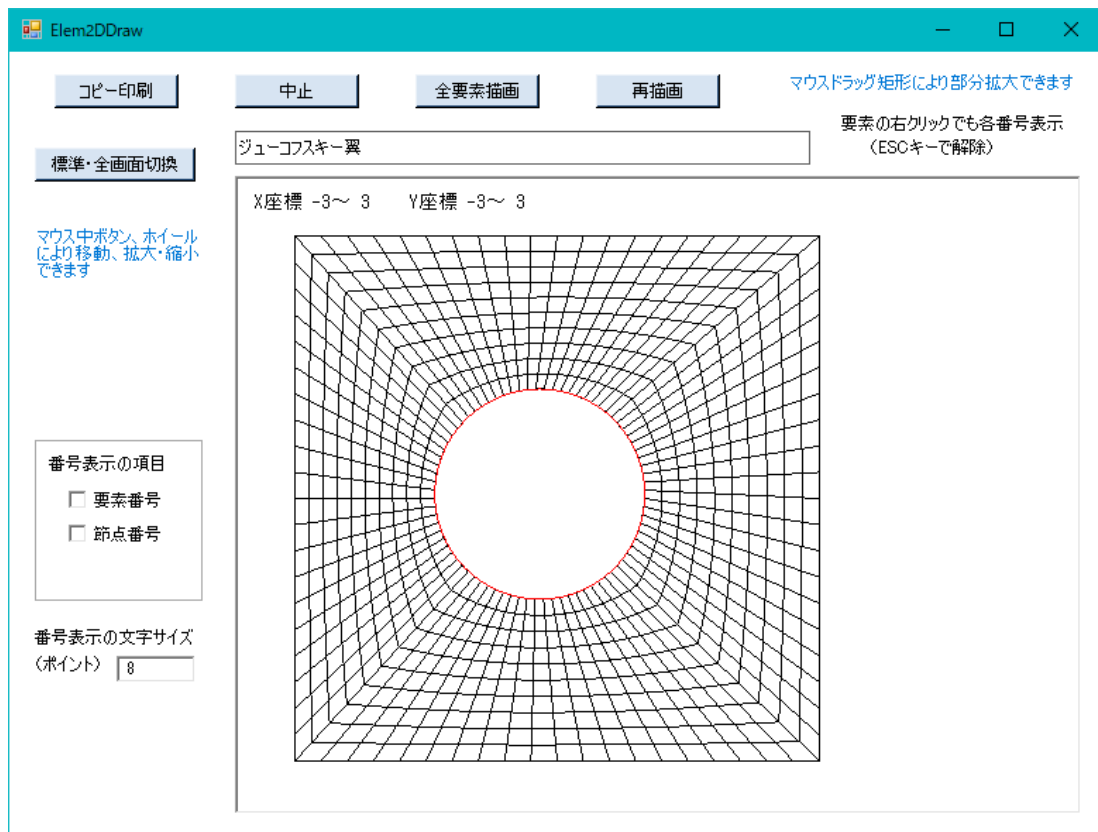 Elem2DDraw
コピー印刷
中止
全要素描画
再描画
マウスドラッグ矩形により部分拡大できます
要素の右クリックでも各番号表示
（ESCキーで解除）
標準・全画面切換
ジューコフスキー翼
マウス中ボタン、ホイール
により移動、拡大・縮小
できます
X座標 -3～ 3 Y座標 -3～ 3
番号表示の項目
要素番号
節点番号
番号表示の文字サイズ
（ポイント） 8